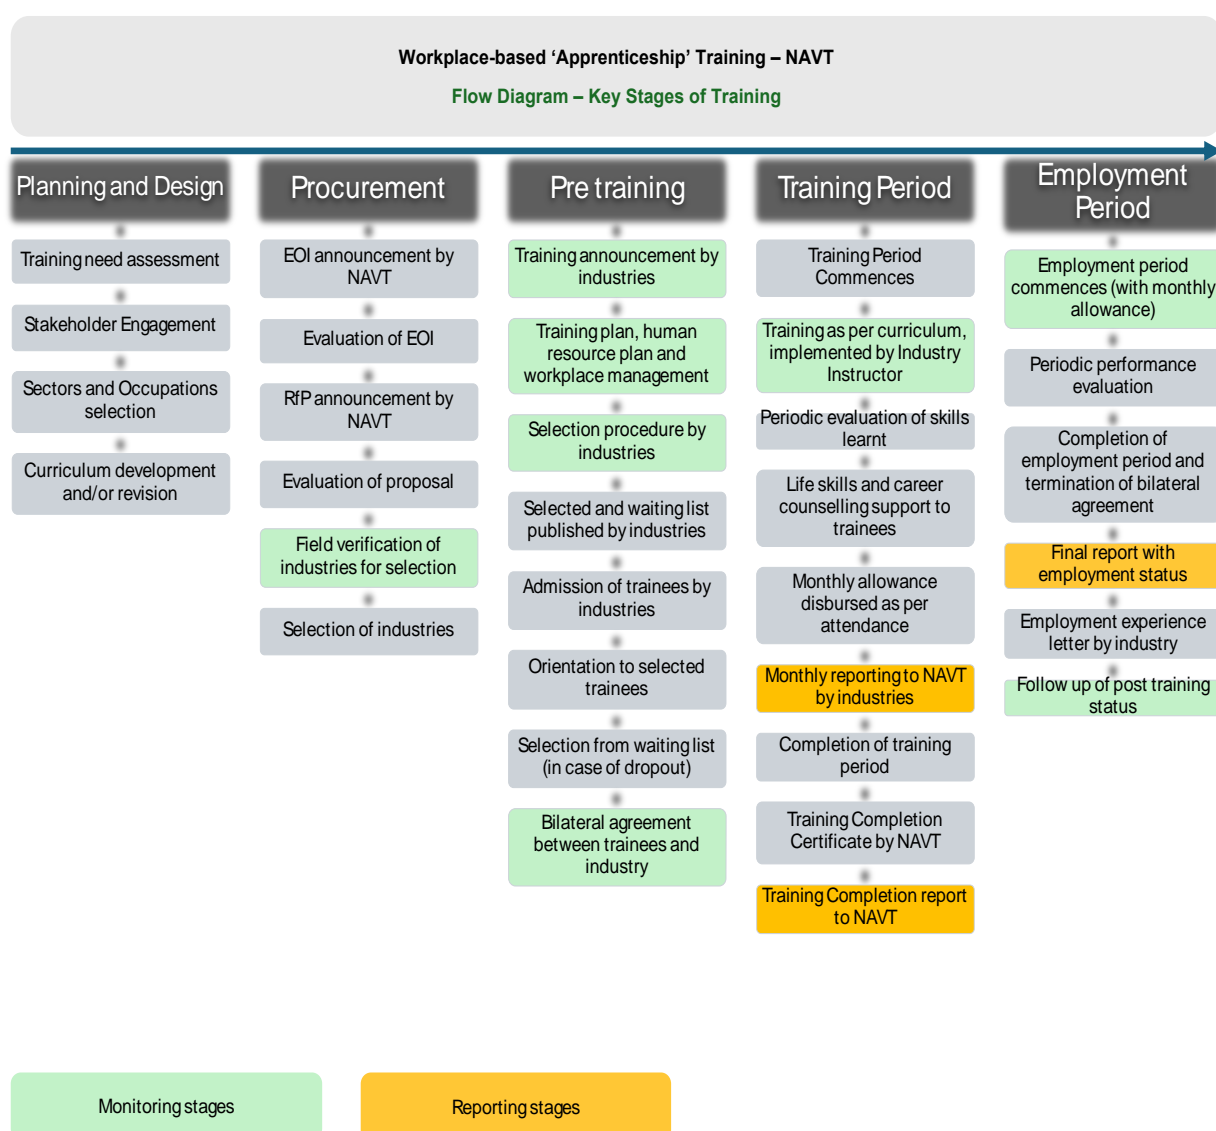 Workplace-based ‘Apprenticeship’ Training – NAVT
Flow Diagram – Key Stages of Training
Planning and Design
Training need assessment
Stakeholder Engagement
Sectors and Occupations
selection
Curriculum development
and/or revision
Procurement
EOI announcement by
NAVT
Evaluation of EOI
RfP announcement by
NAVT
Evaluation of proposal
Field verification of
industries for selection
Selection of industries
Pre training
Training announcement by
industries
Training plan, human
resource plan and
workplace management
Selection procedure by
industries
Selected and waiting list
published by industries
Admission of trainees by
industries
Orientation to selected
trainees
Selection from waiting list
(in case of dropout)
Bilateral agreement
between trainees and
industry
Training Period
Training Period
Commences
Training as per curriculum,
implemented by Industry
Instructor
Periodic evaluation of skills
learnt
Life skills and career
counselling support to
trainees
Monthly allowance
disbursed as per
attendance
Monthly reporting to NAVT
by industries
Completion of training
period
Training Completion
Certificate by NAVT
Training Completion report
to NAVT
Employment
Period
Employment period
commences (with monthly
allowance)
Periodic performance
evaluation
Completion of
employment period and
termination of bilateral
agreement
Final report with
employment status
Employment experience
letter by industry
Follow up of post training
status
Monitoring stages
Reporting stages